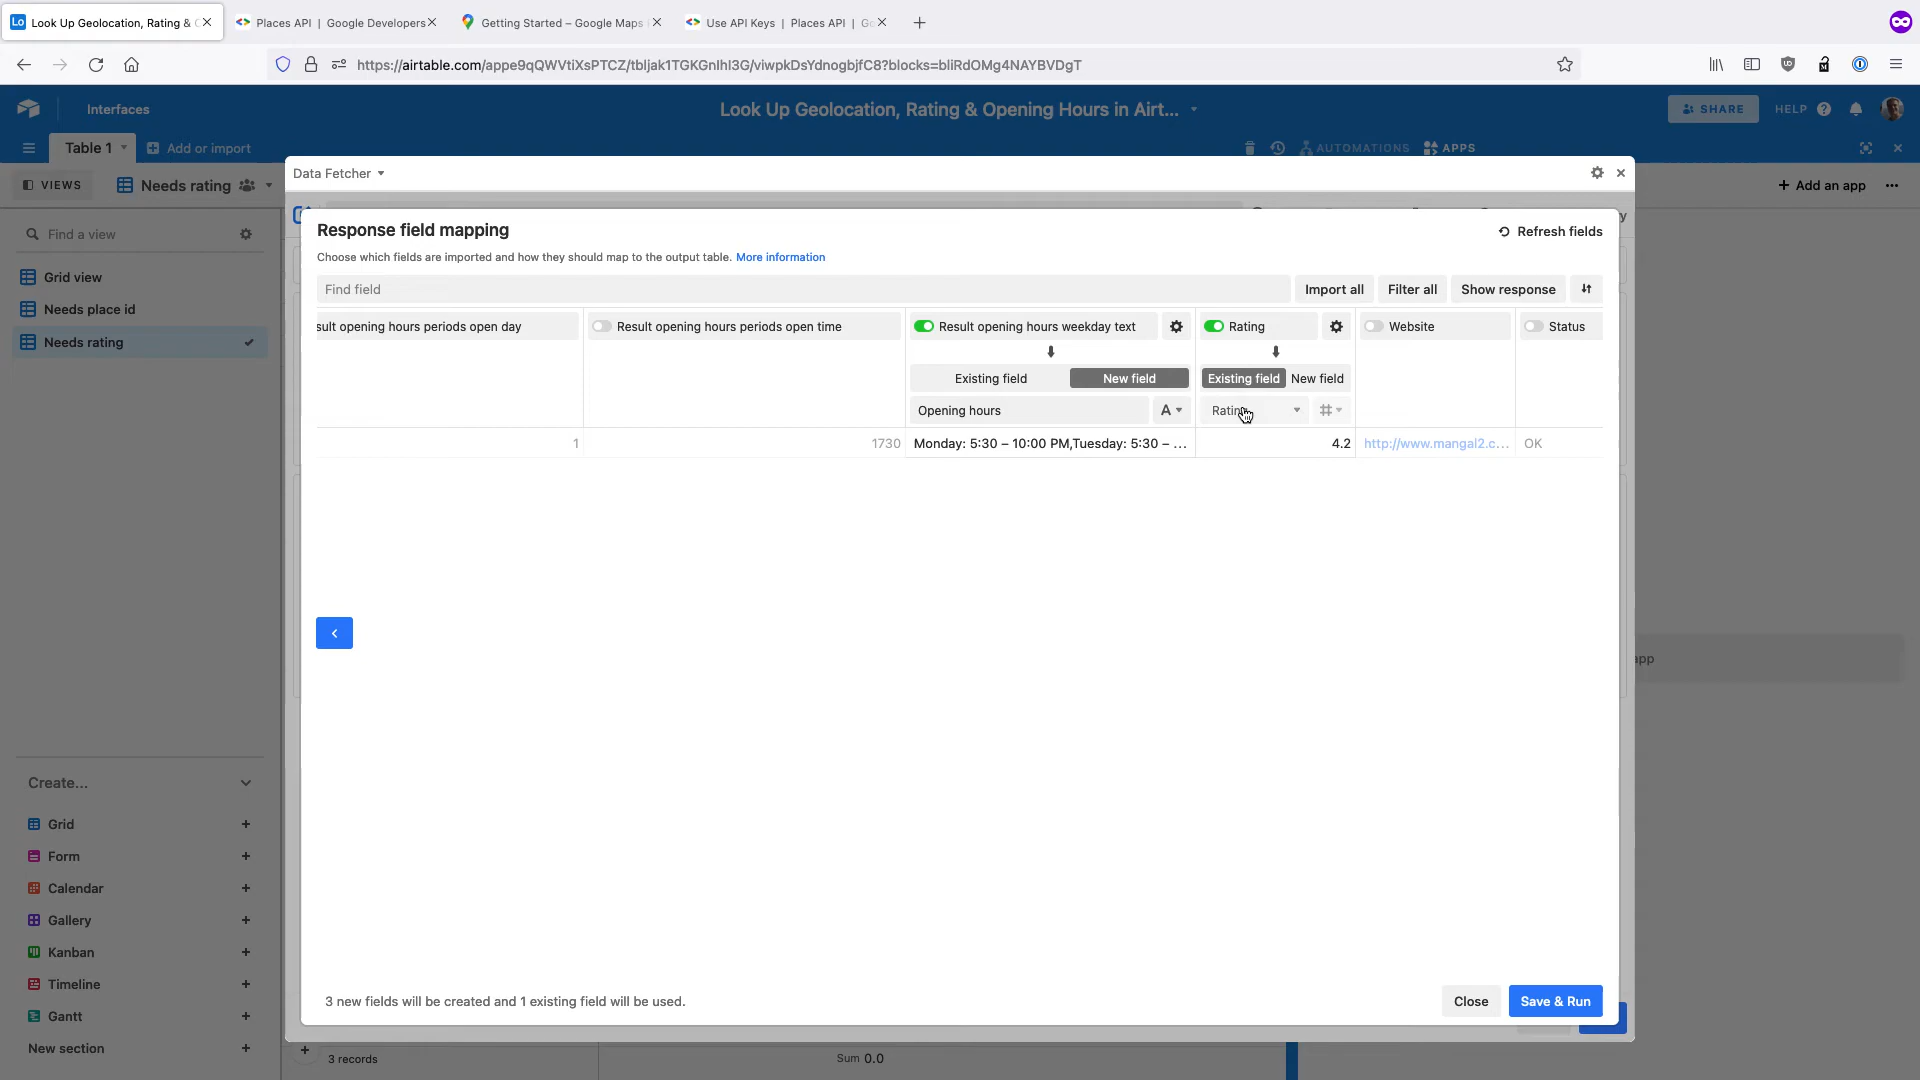 Look Up Geolocation, Rating &
Places API | Google Developers
Getting Started – Google Maps
Use API Keys | Places API |
https://airtable.com/appe9qQWVtiXsPTCZ/tbljak1TGKGnIhI3G/viwpkDsYdnogbjfC8?blocks=bliRdOMg4NAYBVDgT
Interfaces
Look Up Geolocation, Rating & Opening Hours in Airt...
SHARE
HELP
Table 1
Add or import
AUTOMATIONS
APPS
VIEWS
Needs rating
Data Fetcher
Add an app
Find a view
Grid view
Needs place id
Needs rating
Response field mapping
Refresh fields
Choose which fields are imported and how they should map to the output table. More information
Find field
Import all
Filter all
Show response
sult opening hours periods open day
Result opening hours periods open time
Result opening hours weekday text
Rating
Website
Status
Existing field
New field
Existing field
New field
Opening hours
A
1
1730
Monday: 5:30 – 10:00 PM,Tuesday: 5:30 – ...
4.2
http://www.mangal2.c...
OK
app
Create...
Grid
Form
Calendar
Gallery
Kanban
Timeline
Gantt
New section
3 new fields will be created and 1 existing field will be used.
Close
Save & Run
3 records
Sum 0.0